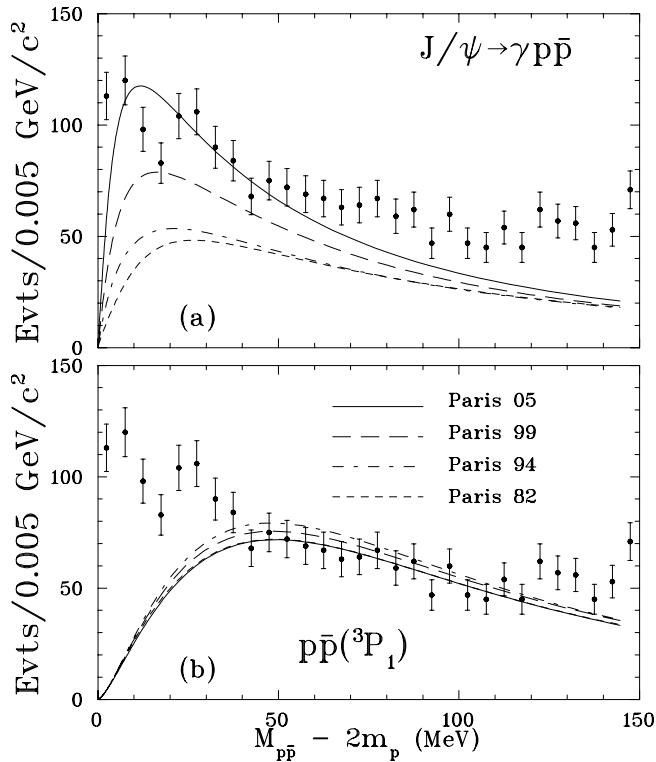 150
J/ψ→γpp̄
100
Evts/0.005 GeV/c²
50
(a)
0
150
Paris 05
Paris 99
100
Paris 94
Evts/0.005 GeV/c²
Paris 82
50
pp̄(³P₁)
(b)
0
0 50 100 150
M_pp̄ − 2m_p (MeV)